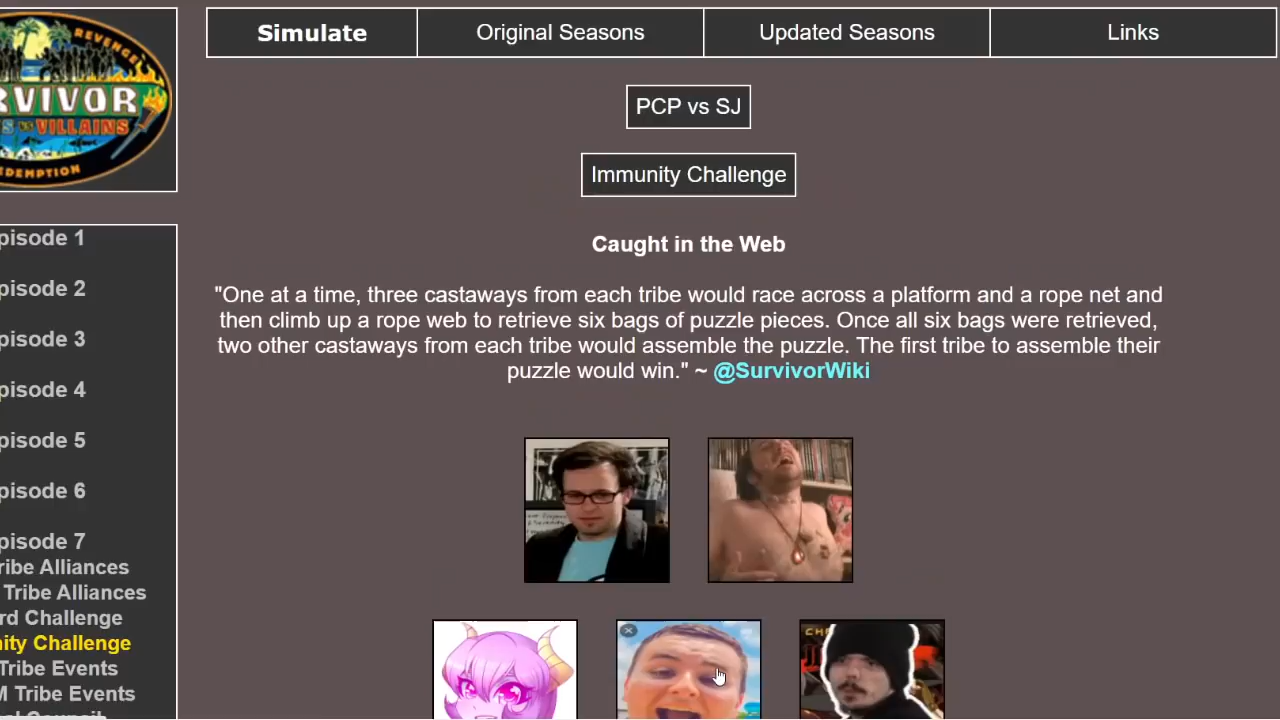 Simulate
Original Seasons
Updated Seasons
Links
REVENGE
RVIVOR
S vs VILLAINS
EDEMPTION
PCP vs SJ
Immunity Challenge
Caught in the Web
"One at a time, three castaways from each tribe would race across a platform and a rope net and
then climb up a rope web to retrieve six bags of puzzle pieces. Once all six bags were retrieved,
two other castaways from each tribe would assemble the puzzle. The first tribe to assemble their
puzzle would win." ~ @SurvivorWiki
pisode 1
pisode 2
pisode 3
pisode 4
pisode 5
pisode 6
pisode 7
ribe Alliances
Tribe Alliances
rd Challenge
nity Challenge
Tribe Events
M Tribe Events